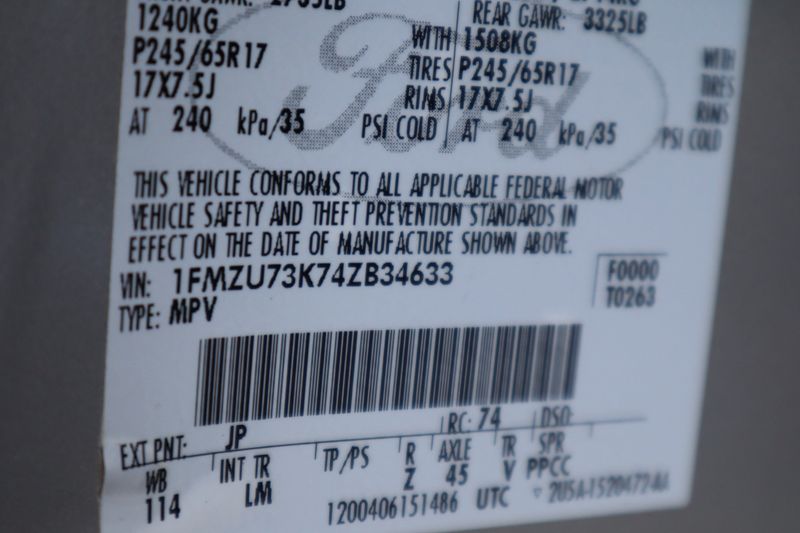 REAR GAWR: 3325LB
1240KG WITH 1508KG WITH
P245/65R17 TIRES P245/65R17 TIRES
17X7.5J RIMS 17X7.5J RIMS
AT 240 kPa/35 PSI COLD AT 240 kPa/35 PSI COLD
Ford
THIS VEHICLE CONFORMS TO ALL APPLICABLE FEDERAL MOTOR
VEHICLE SAFETY AND THEFT PREVENTION STANDARDS IN
EFFECT ON THE DATE OF MANUFACTURE SHOWN ABOVE.
VIN: 1FMZU73K74ZB34633 F0000
TYPE: MPV T0263
EXT PNT: JP RC: 74 DSO:
WB INT TR TP/PS R AXLE TR SPR
114 LM Z 45 V PPCC
1200406151486 UTC